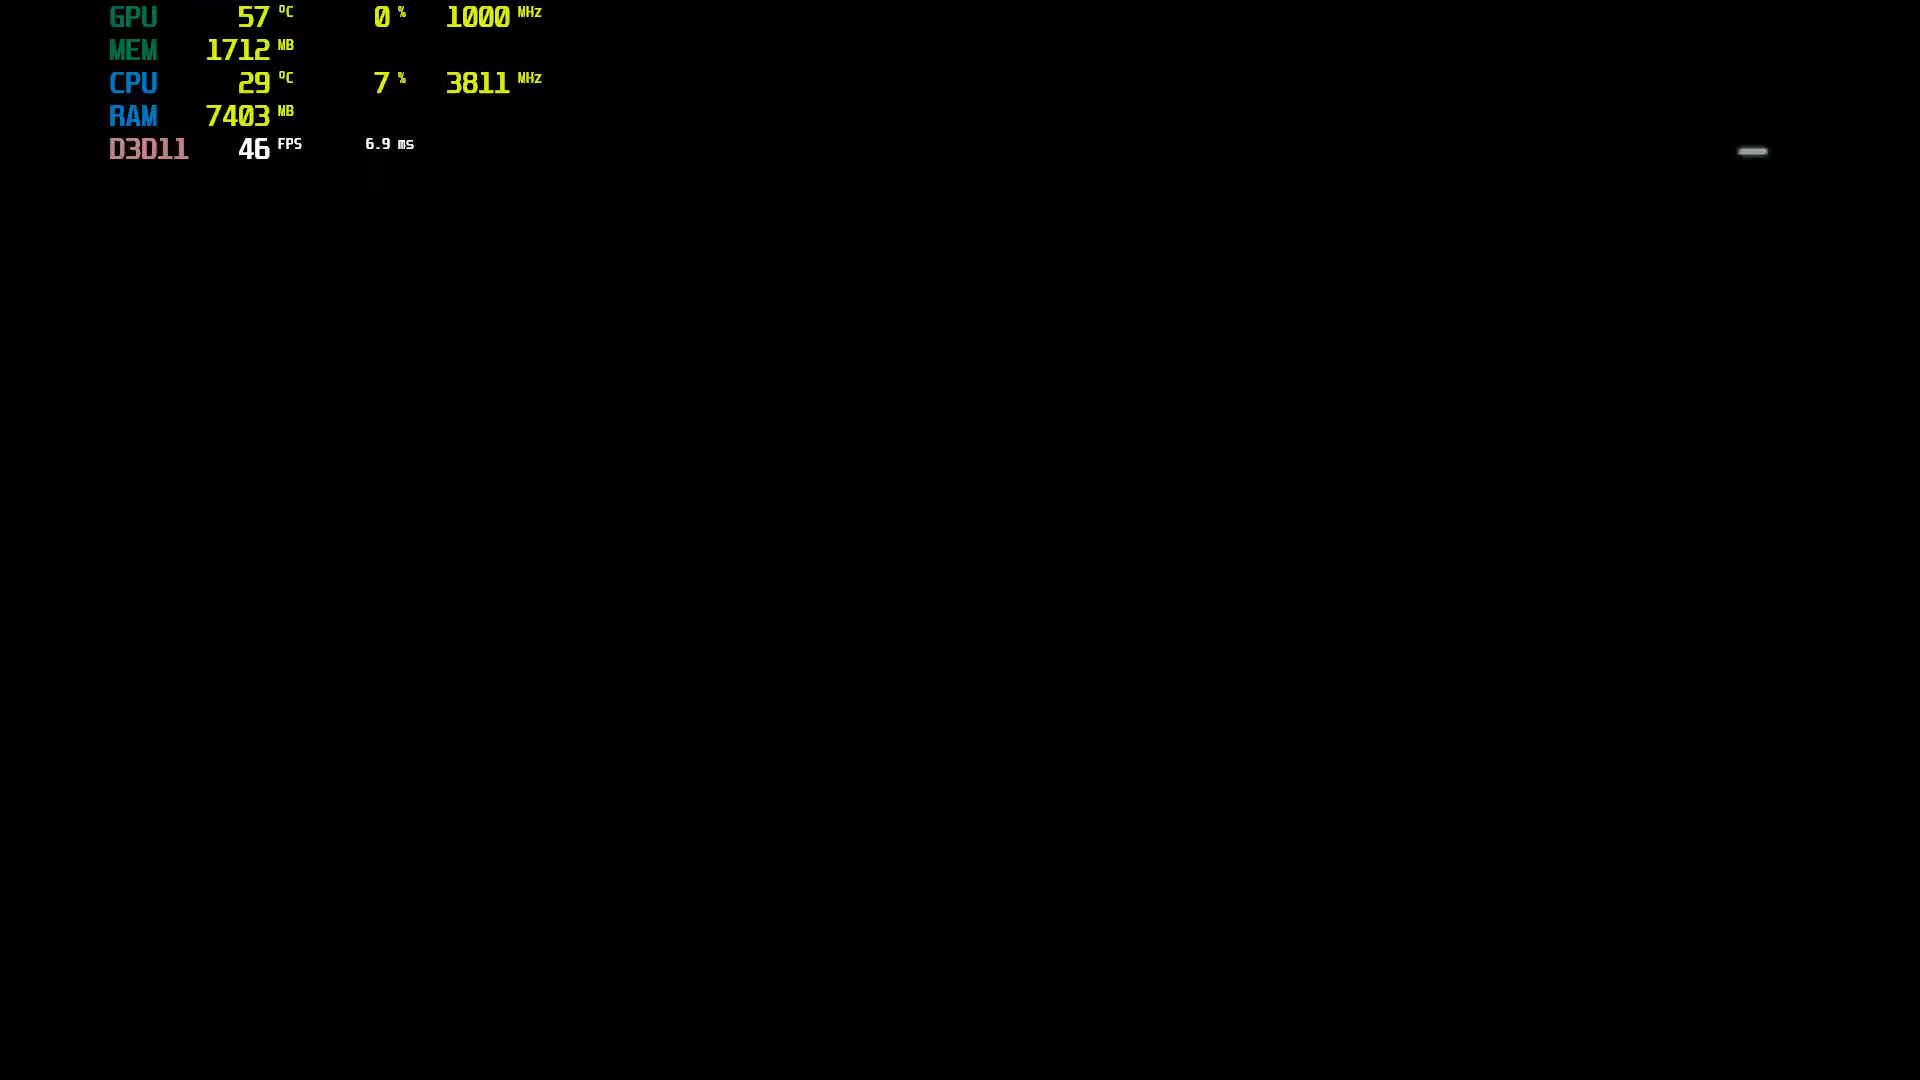 GPU 57 °C 0 % 1000 MHz
MEM 1712 MB
CPU 29 °C 7 % 3811 MHz
RAM 7403 MB
D3D11 46 FPS 6.9 ms